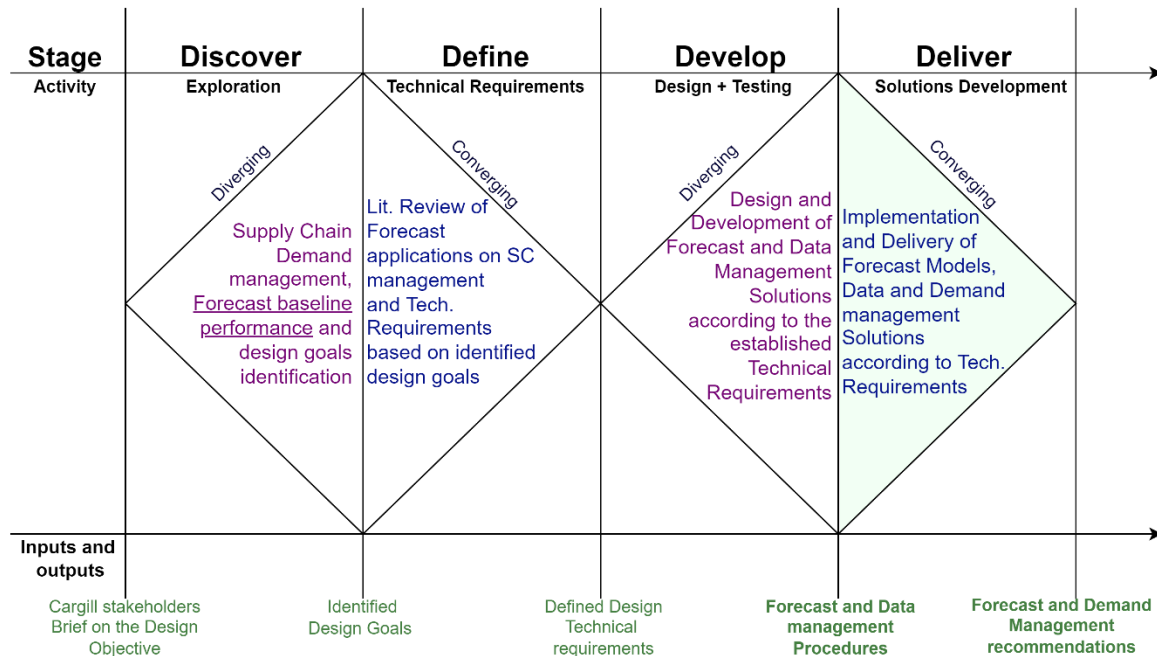 Stage
Discover
Define
Develop
Deliver
Activity
Exploration
Technical Requirements
Design + Testing
Solutions Development
Diverging
Converging
Diverging
Converging
Supply Chain
Demand
management,
Forecast baseline
performance and
design goals
identification
Lit. Review of
Forecast
applications on SC
management
and Tech.
Requirements
based on identified
design goals
Design and
Development of
Forecast and Data
Management
Solutions
according to the
established
Technical
Requirements
Implementation
and Delivery of
Forecast Models,
Data and Demand
management
Solutions
according to Tech.
Requirements
Inputs and
outputs
Cargill stakeholders
Brief on the Design
Objective
Identified
Design Goals
Defined Design
Technical
requirements
Forecast and Data
management
Procedures
Forecast and Demand
Management
recommendations